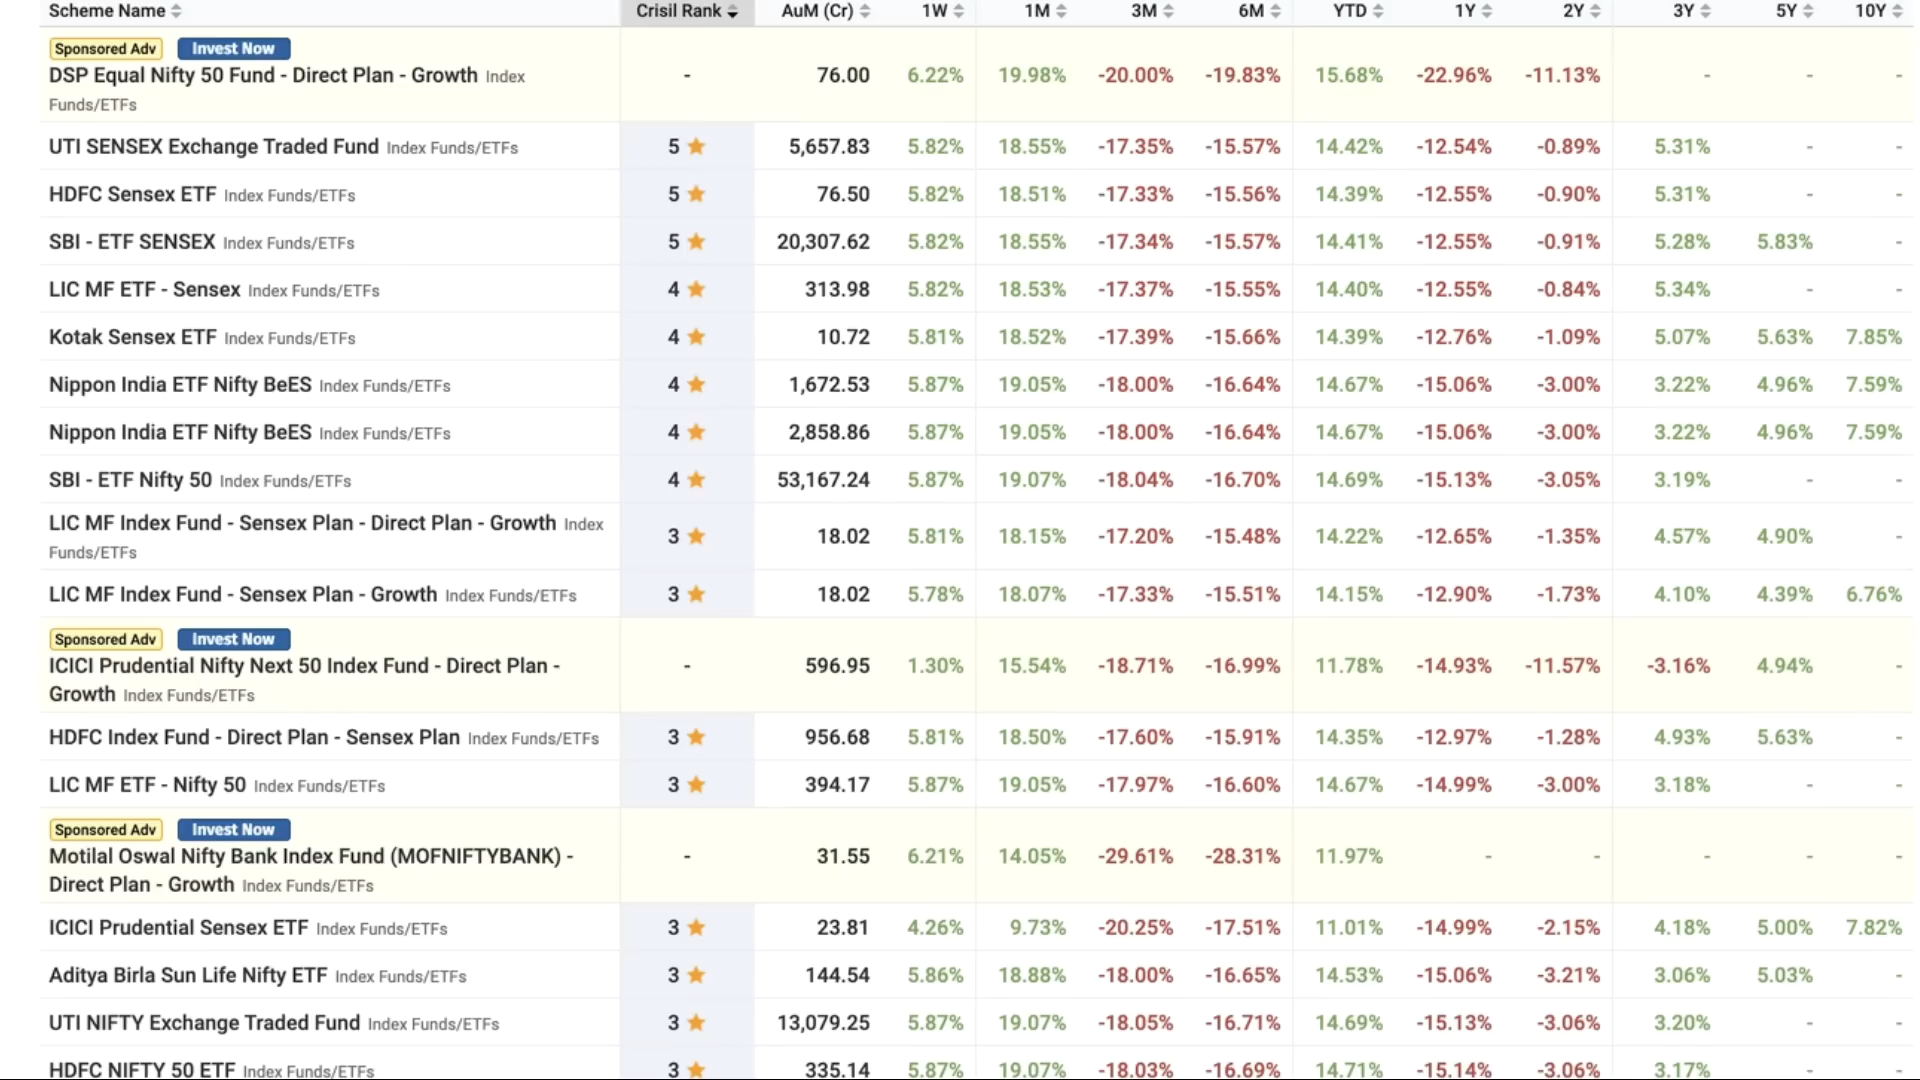 Scheme Name Crisil Rank AuM (Cr) 1W 1M 3M 6M YTD 1Y 2Y 3Y 5Y 10Y
Sponsored Adv Invest Now
DSP Equal Nifty 50 Fund - Direct Plan - Growth Index
Funds/ETFs
- 76.00 6.22% 19.98% -20.00% -19.83% 15.68% -22.96% -11.13% - - -
UTI SENSEX Exchange Traded Fund Index Funds/ETFs 5 5,657.83 5.82% 18.55% -17.35% -15.57% 14.42% -12.54% -0.89% 5.31% - -
HDFC Sensex ETF Index Funds/ETFs 5 76.50 5.82% 18.51% -17.33% -15.56% 14.39% -12.55% -0.90% 5.31% - -
SBI - ETF SENSEX Index Funds/ETFs 5 20,307.62 5.82% 18.55% -17.34% -15.57% 14.41% -12.55% -0.91% 5.28% 5.83% -
LIC MF ETF - Sensex Index Funds/ETFs 4 313.98 5.82% 18.53% -17.37% -15.55% 14.40% -12.55% -0.84% 5.34% - -
Kotak Sensex ETF Index Funds/ETFs 4 10.72 5.81% 18.52% -17.39% -15.66% 14.39% -12.76% -1.09% 5.07% 5.63% 7.85%
Nippon India ETF Nifty BeES Index Funds/ETFs 4 1,672.53 5.87% 19.05% -18.00% -16.64% 14.67% -15.06% -3.00% 3.22% 4.96% 7.59%
Nippon India ETF Nifty BeES Index Funds/ETFs 4 2,858.86 5.87% 19.05% -18.00% -16.64% 14.67% -15.06% -3.00% 3.22% 4.96% 7.59%
SBI - ETF Nifty 50 Index Funds/ETFs 4 53,167.24 5.87% 19.07% -18.04% -16.70% 14.69% -15.13% -3.05% 3.19% - -
LIC MF Index Fund - Sensex Plan - Direct Plan - Growth Index
Funds/ETFs
3 18.02 5.81% 18.15% -17.20% -15.48% 14.22% -12.65% -1.35% 4.57% 4.90% -
LIC MF Index Fund - Sensex Plan - Growth Index Funds/ETFs 3 18.02 5.78% 18.07% -17.33% -15.51% 14.15% -12.90% -1.73% 4.10% 4.39% 6.76%
Sponsored Adv Invest Now
ICICI Prudential Nifty Next 50 Index Fund - Direct Plan -
Growth Index Funds/ETFs
- 596.95 1.30% 15.54% -18.71% -16.99% 11.78% -14.93% -11.57% -3.16% 4.94% -
HDFC Index Fund - Direct Plan - Sensex Plan Index Funds/ETFs 3 956.68 5.81% 18.50% -17.60% -15.91% 14.35% -12.97% -1.28% 4.93% 5.63% -
LIC MF ETF - Nifty 50 Index Funds/ETFs 3 394.17 5.87% 19.05% -17.97% -16.60% 14.67% -14.99% -3.00% 3.18% - -
Sponsored Adv Invest Now
Motilal Oswal Nifty Bank Index Fund (MOFNIFTYBANK) -
Direct Plan - Growth Index Funds/ETFs
- 31.55 6.21% 14.05% -29.61% -28.31% 11.97% - - - - -
ICICI Prudential Sensex ETF Index Funds/ETFs 3 23.81 4.26% 9.73% -20.25% -17.51% 11.01% -14.99% -2.15% 4.18% 5.00% 7.82%
Aditya Birla Sun Life Nifty ETF Index Funds/ETFs 3 144.54 5.86% 18.88% -18.00% -16.65% 14.53% -15.06% -3.21% 3.06% 5.03% -
UTI NIFTY Exchange Traded Fund Index Funds/ETFs 3 13,079.25 5.87% 19.07% -18.05% -16.71% 14.69% -15.13% -3.06% 3.20% - -
HDFC NIFTY 50 ETF Index Funds/ETFs 3 335.14 5.87% 19.07% -18.03% -16.69% 14.71% -15.14% -3.06% 3.17% - -